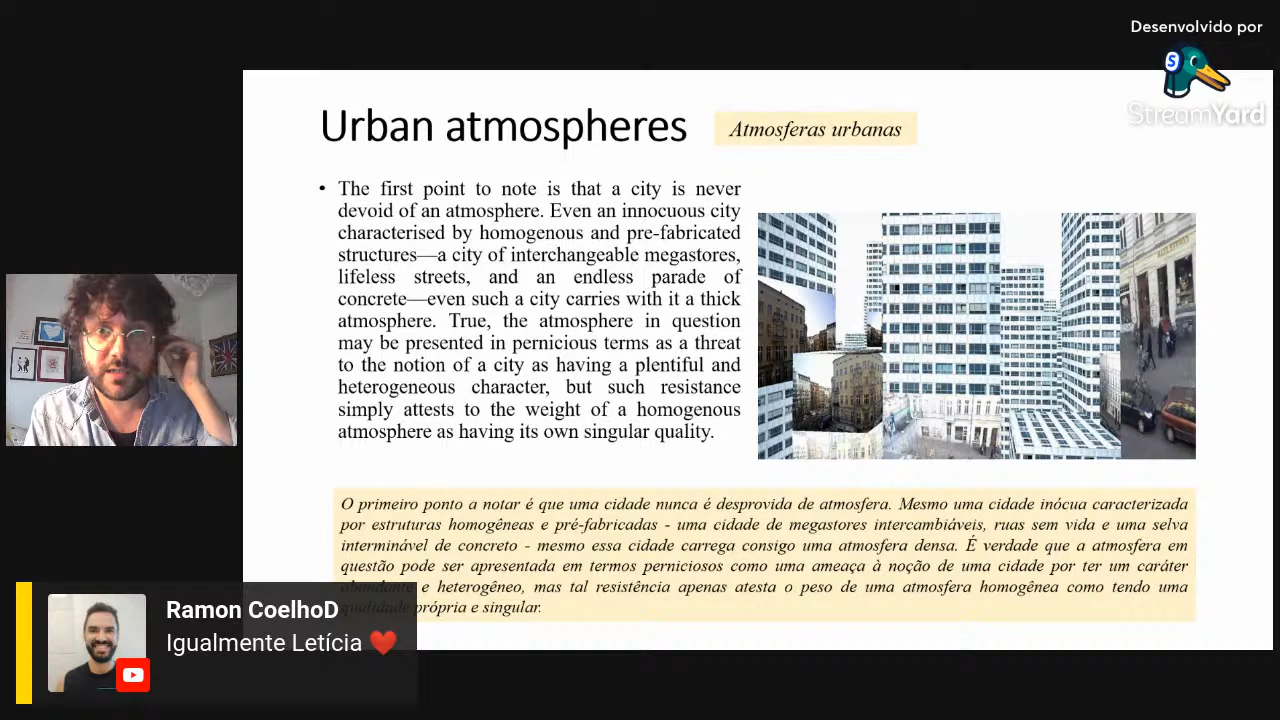 Desenvolvido por
StreamYard
Urban atmospheres
Atmosferas urbanas
• The first point to note is that a city is never
devoid of an atmosphere. Even an innocuous city
characterised by homogenous and pre-fabricated
structures—a city of interchangeable megastores,
lifeless streets, and an endless parade of
concrete—even such a city carries with it a thick
atmosphere. True, the atmosphere in question
may be presented in pernicious terms as a threat
to the notion of a city as having a plentiful and
heterogeneous character, but such resistance
simply attests to the weight of a homogenous
atmosphere as having its own singular quality.
O primeiro ponto a notar é que uma cidade nunca é desprovida de atmosfera. Mesmo uma cidade inócua caracterizada
por estruturas homogêneas e pré-fabricadas - uma cidade de megastores intercambiáveis, ruas sem vida e uma selva
interminável de concreto - mesmo essa cidade carrega consigo uma atmosfera densa. É verdade que a atmosfera em
questão pode ser apresentada em termos perniciosos como uma ameaça à noção de uma cidade por ter um caráter
abundante e heterogêneo, mas tal resistência apenas atesta o peso de uma atmosfera homogênea como tendo uma
qualidade própria e singular.
Ramon CoelhoD
Igualmente Letícia ❤️